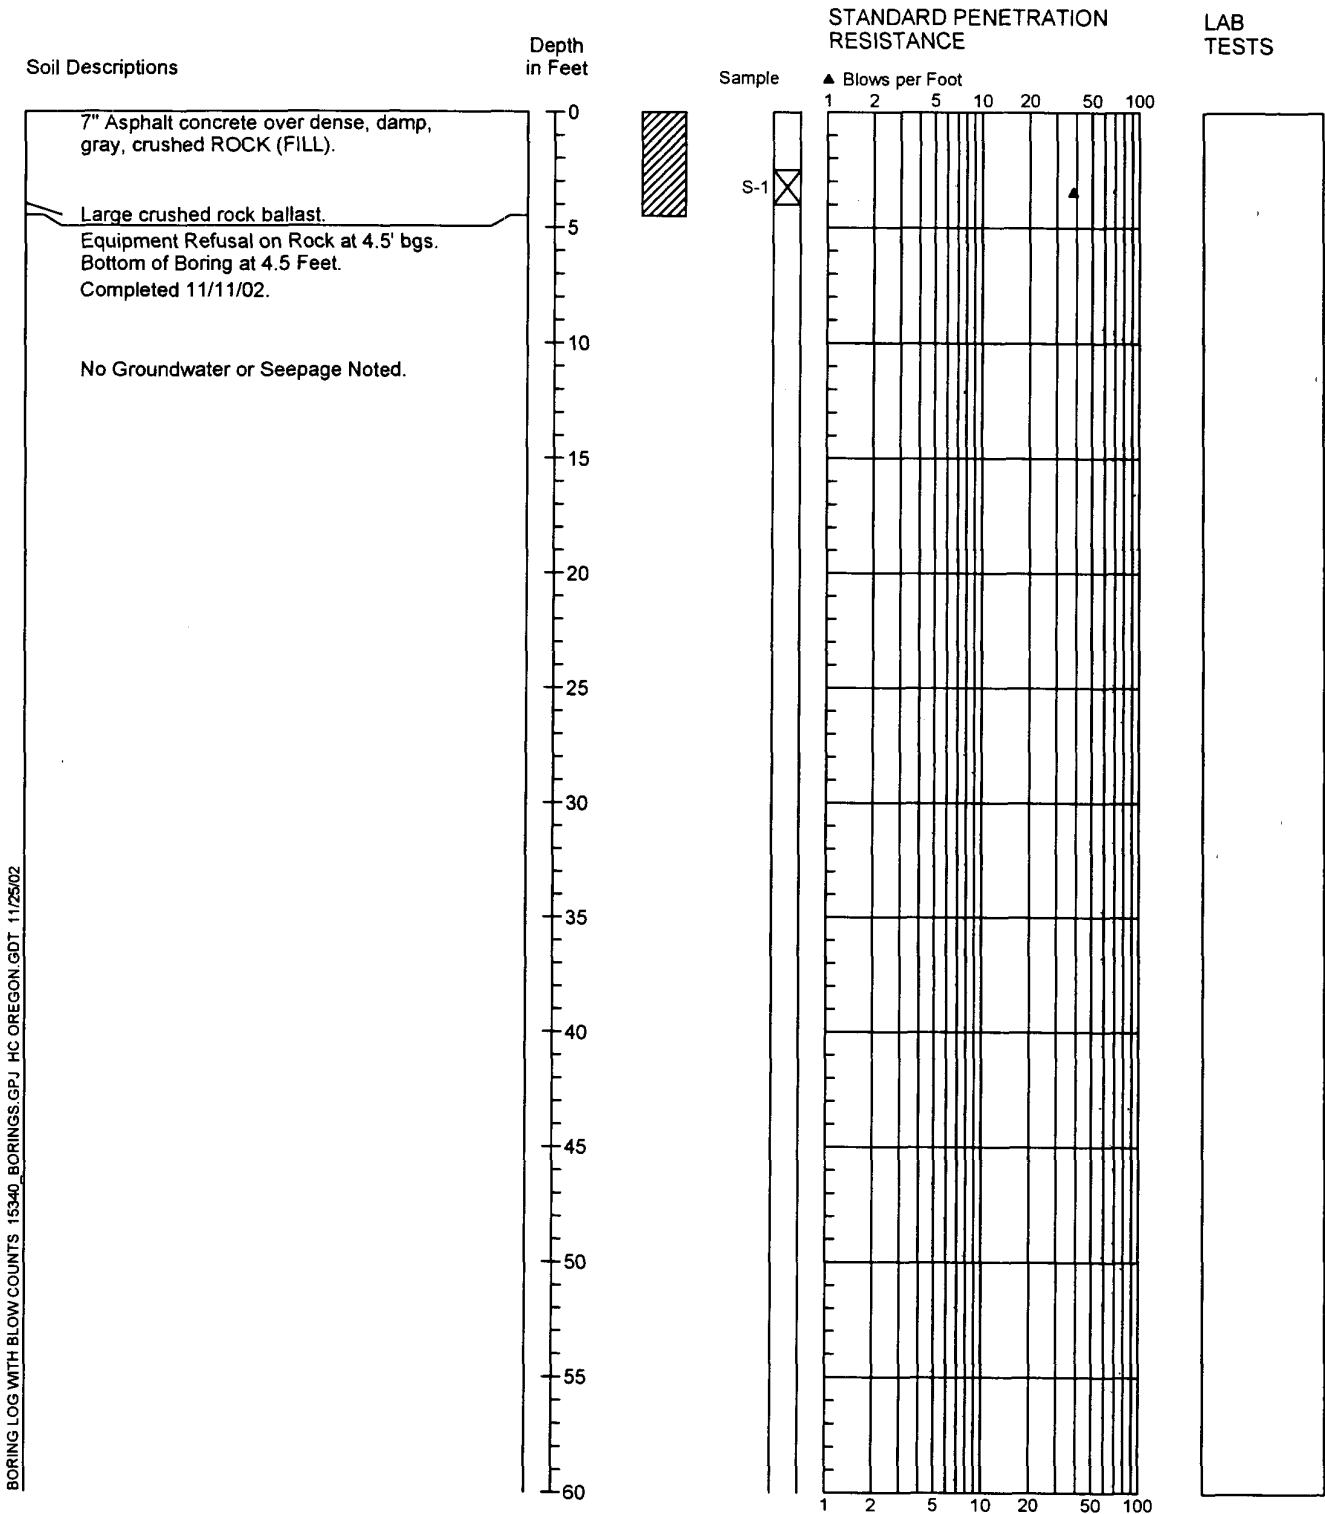 STANDARD PENETRATION
RESISTANCE
LAB
TESTS
Soil Descriptions
Depth
in Feet
Sample
▲ Blows per Foot
1 2 5 10 20 50 100
0
7" Asphalt concrete over dense, damp,
gray, crushed ROCK (FILL).
S-1
Large crushed rock ballast.
5
Equipment Refusal on Rock at 4.5' bgs.
Bottom of Boring at 4.5 Feet.
Completed 11/11/02.
10
No Groundwater or Seepage Noted.
15
20
25
30
35
40
45
50
55
60
1 2 5 10 20 50 100
BORING LOG WITH BLOW COUNTS 15340_BORINGS.GPJ HC OREGON.GDT 11/25/02